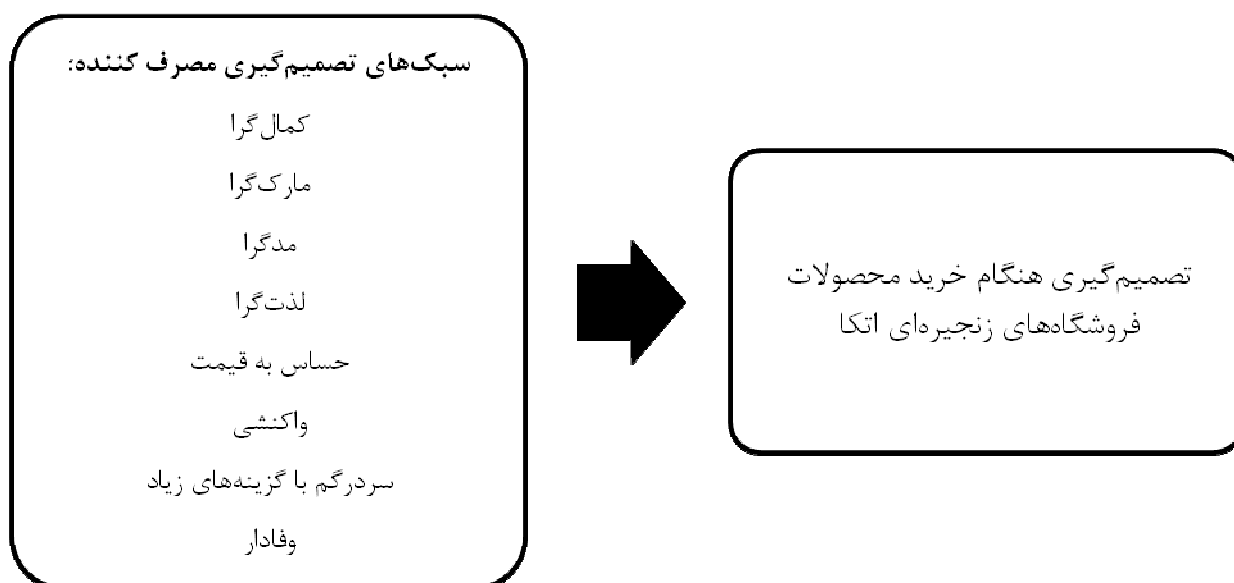 سبک‌های تصمیم‌گیری مصرف کننده:
کمال‌گرا
مارک‌گرا
مدگرا
لذت‌گرا
حساس به قیمت
واکنشی
سردرگم با گزینه‌های زیاد
وفادار
تصمیم‌گیری هنگام خرید محصولات
فروشگاه‌های زنجیره‌ای اتکا